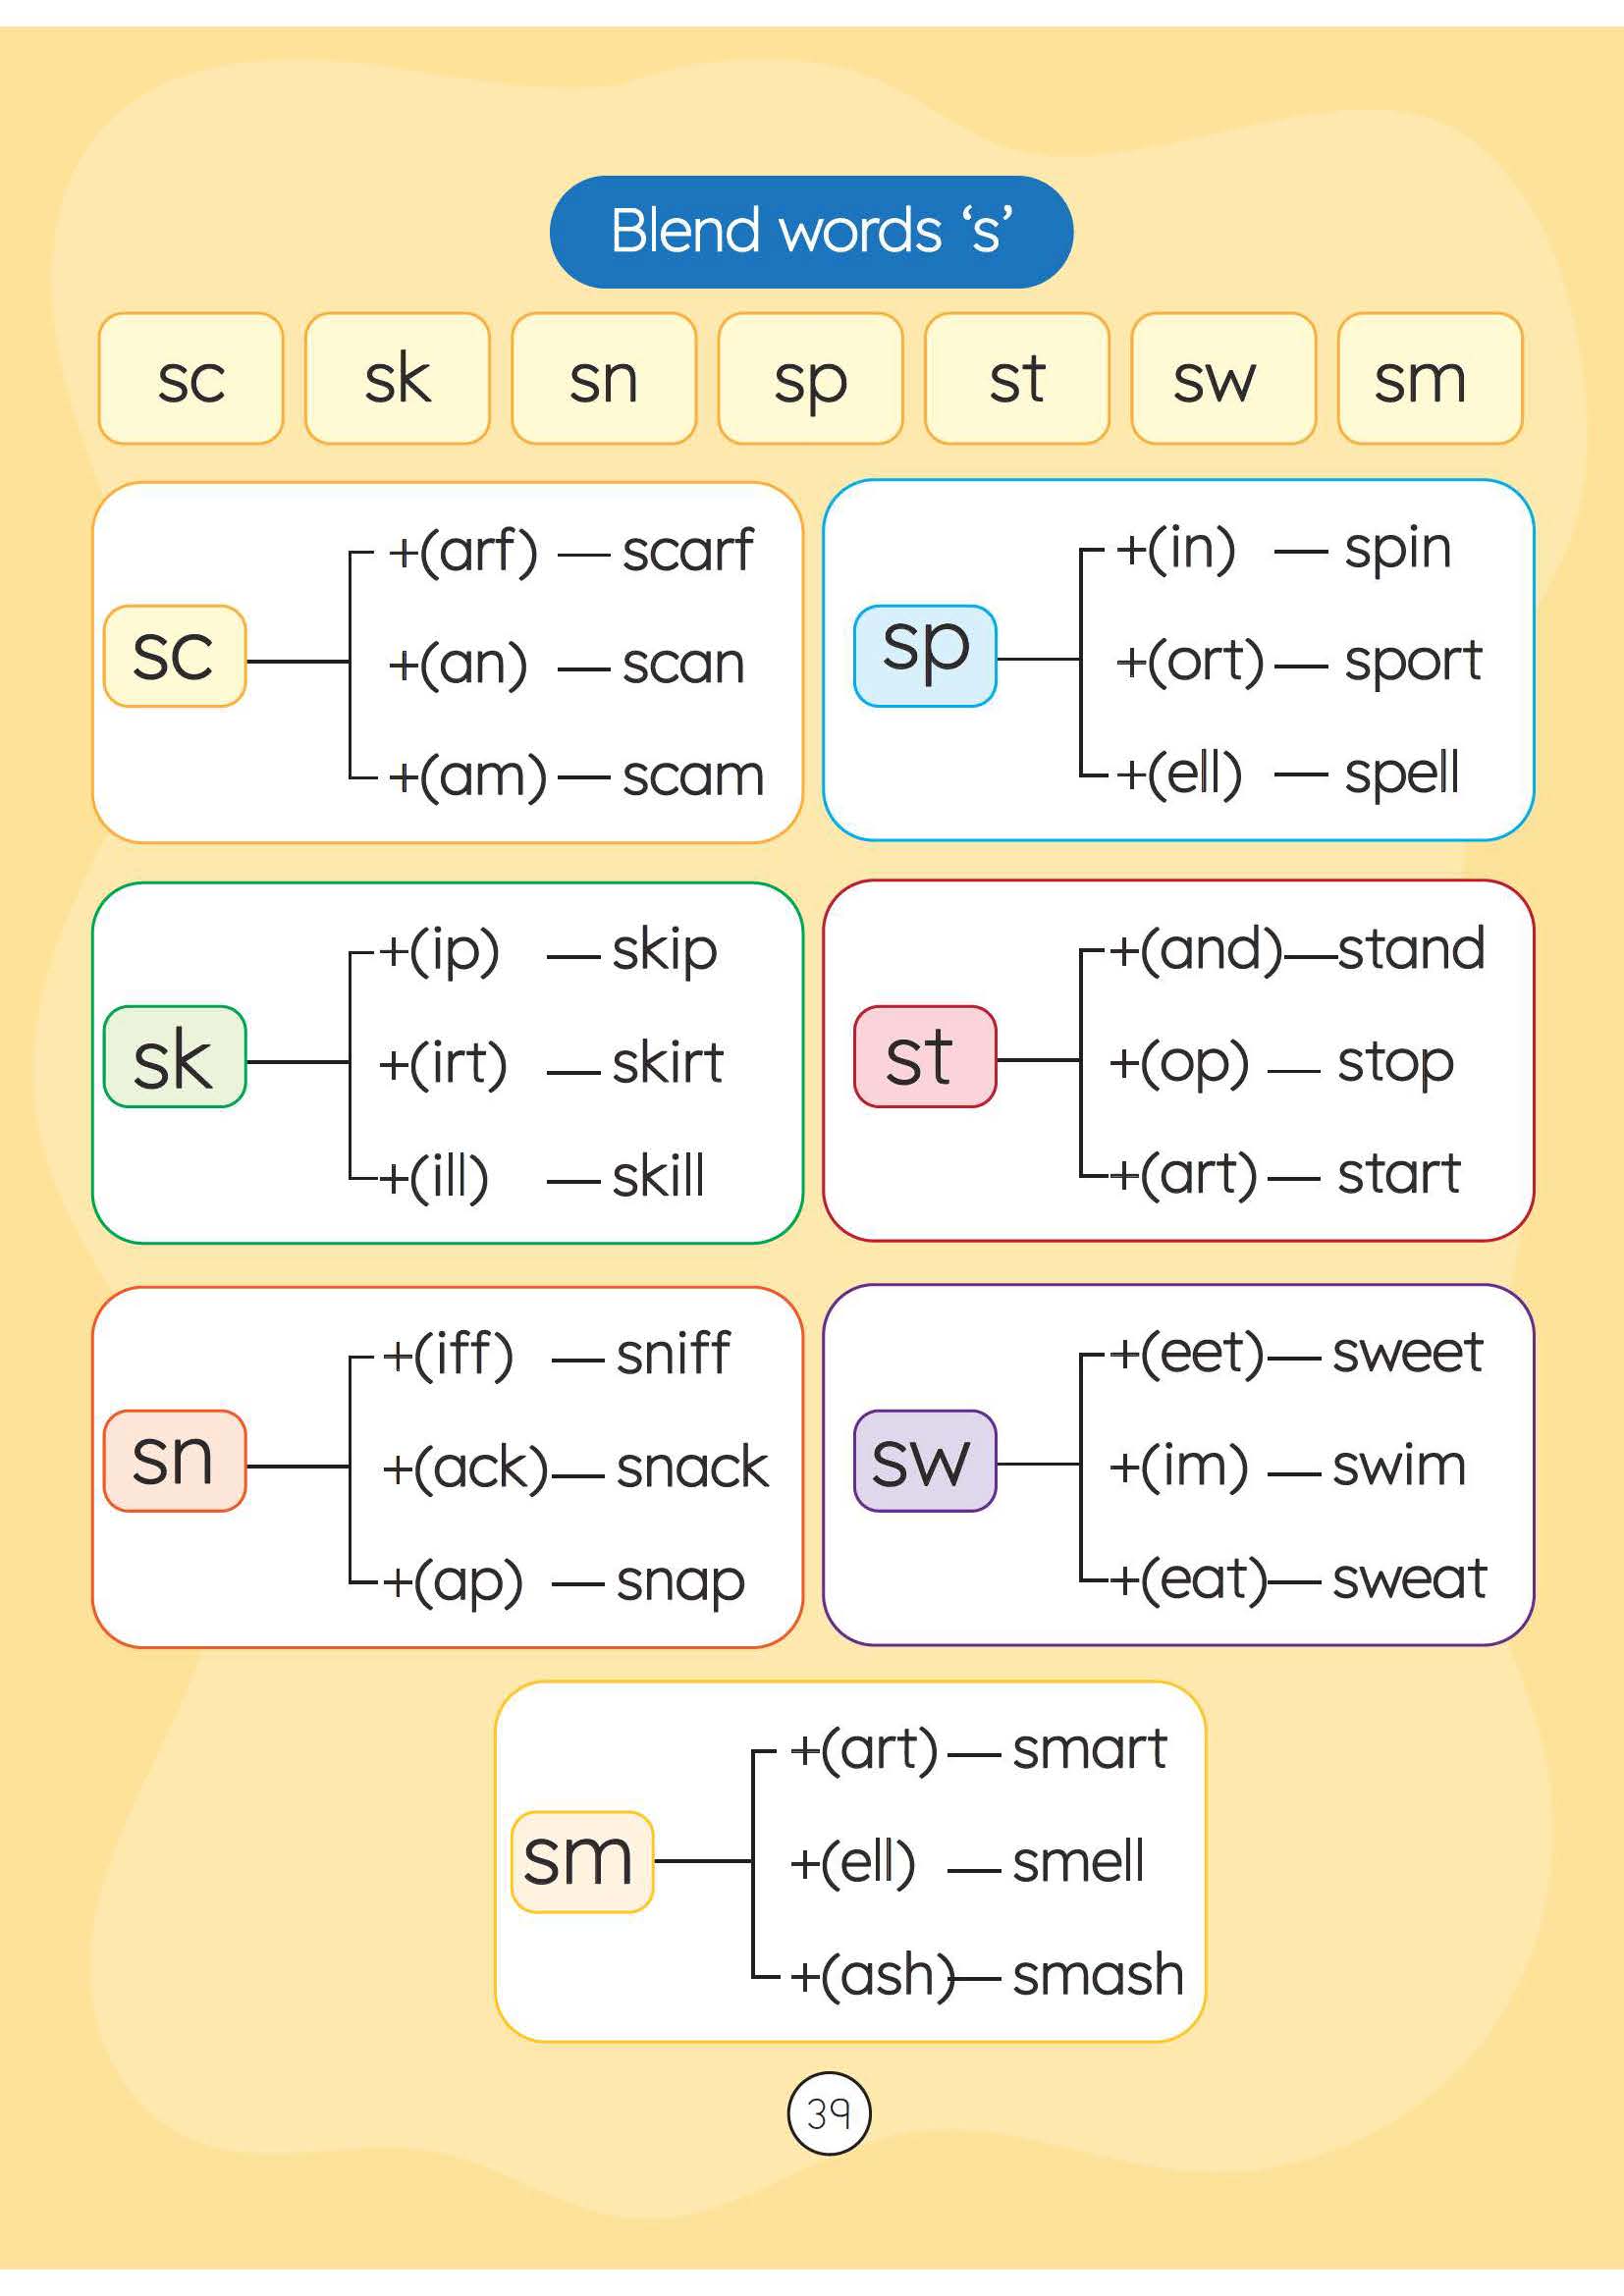 Blend words ‘s’
sc sk sn sp st sw sm
sc
+(arf) — scarf
+(an) — scan
+(am) — scam
sp
+(in) — spin
+(ort) — sport
+(ell) — spell
sk
+(ip) — skip
+(irt) — skirt
+(ill) — skill
st
+(and)—stand
+(op) — stop
+(art) — start
sn
+(iff) — sniff
+(ack)— snack
+(ap) — snap
sw
+(eet)— sweet
+(im) — swim
+(eat)— sweat
sm
+(art) — smart
+(ell) — smell
+(ash)— smash
39